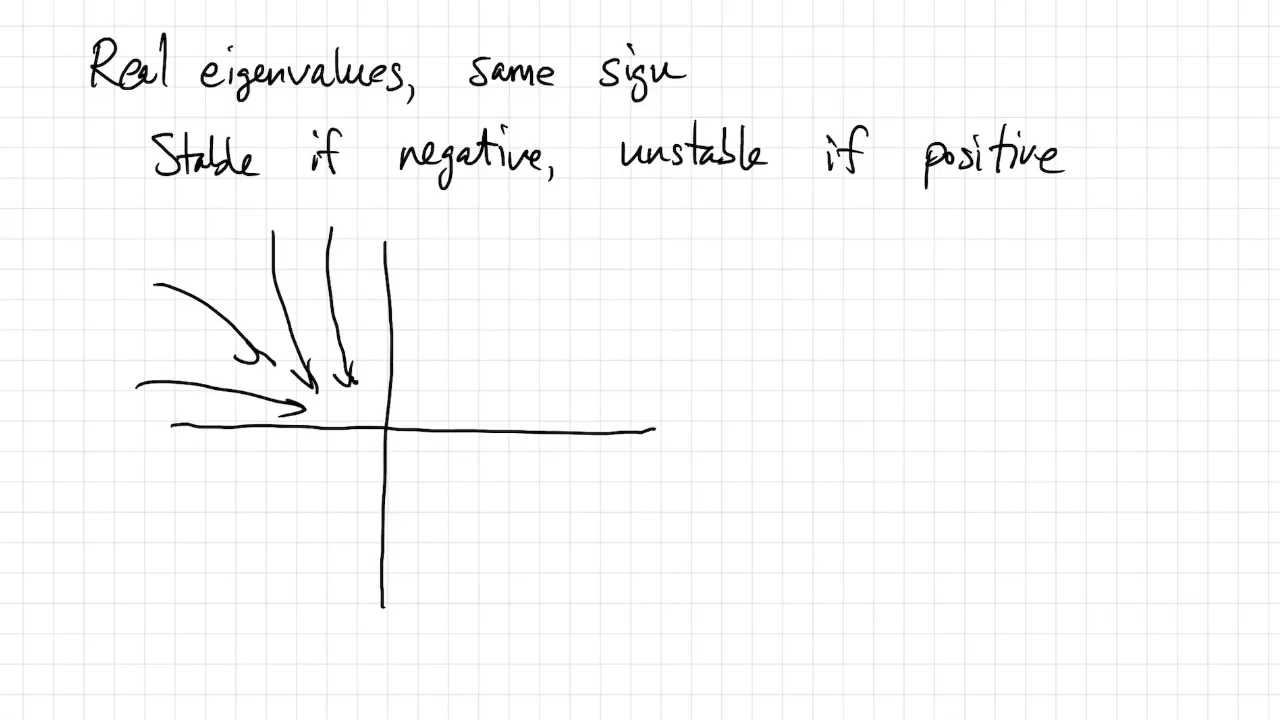 Real eigenvalues, same sign
Stable if negative, unstable if positive